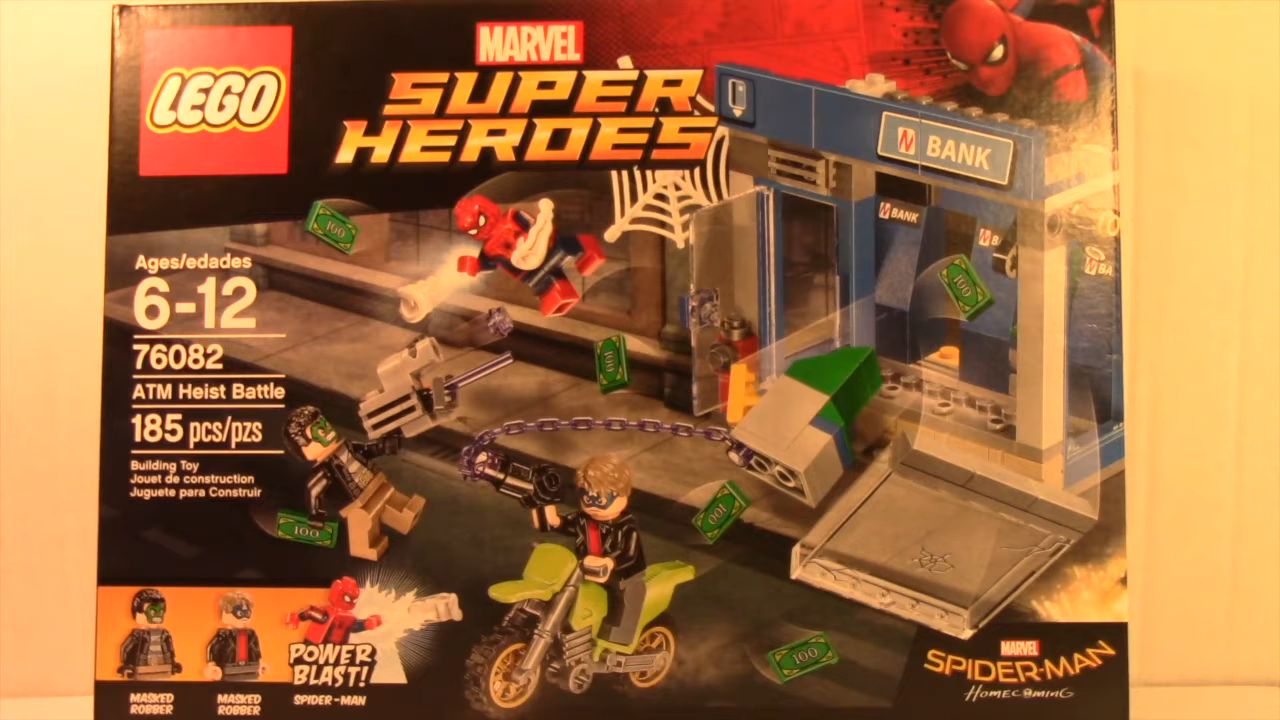 LEGO
MARVEL
SUPER
HEROES
BANK
BANK
B
BA
100
100
100
100
100
100
Ages/edades
6-12
76082
ATM Heist Battle
185 pcs/pzs
Building Toy
Jouet de construction
Juguete para Construir
MASKED
ROBBER
MASKED
ROBBER
POWER
BLAST!
SPIDER-MAN
MARVEL
SPIDER-MAN
HOMECOMING